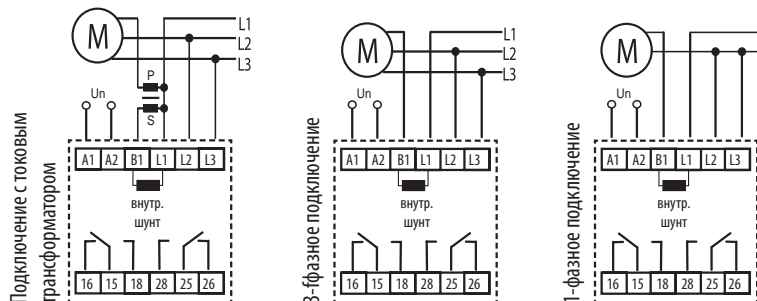 Подключение с токовым
трансформатором
M
L1
L2
L3
P
S
Un
A1 A2 B1 L1 L2 L3
внутр.
шунт
16 15 18 28 25 26
3-ффазное подключение
M
L1
L2
L3
Un
A1 A2 B1 L1 L2 L3
внутр.
шунт
16 15 18 28 25 26
1-фазное подключение
M
Un
A1 A2 B1 L1 L2 L3
внутр.
шунт
16 15 18 28 25 26